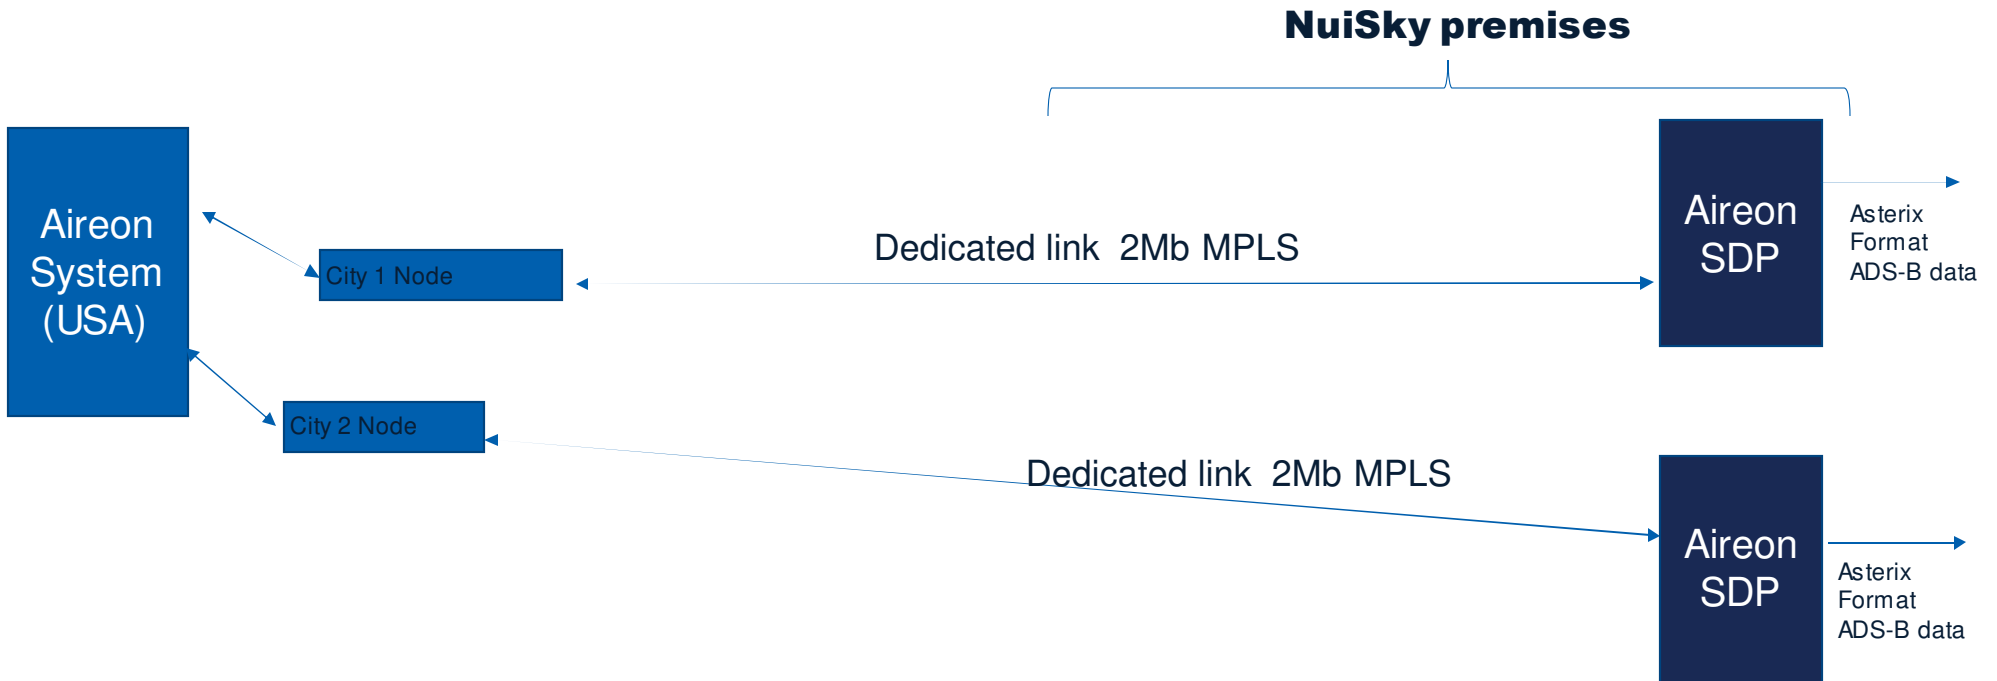 NuiSky premises
Aireon
System
(USA)
City 1 Node
Dedicated link  2Mb MPLS
Aireon
SDP
Asterix
Format
ADS-B data
City 2 Node
Dedicated link  2Mb MPLS
Aireon
SDP
Asterix
Format
ADS-B data